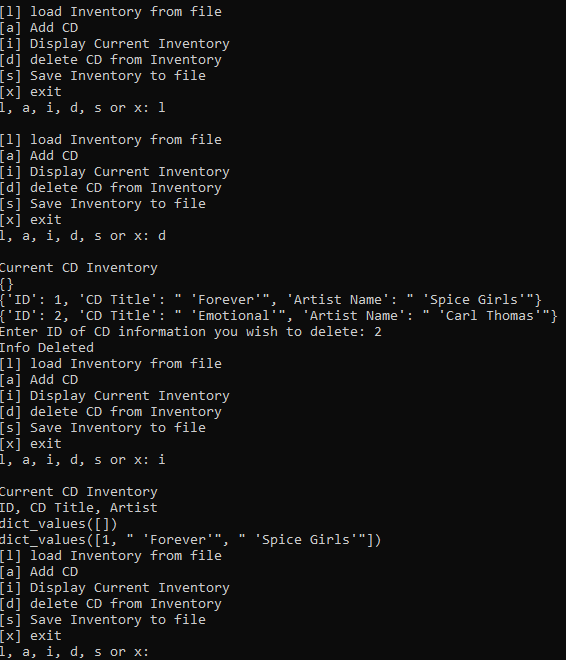 [l] load Inventory from file
[a] Add CD
[i] Display Current Inventory
[d] delete CD from Inventory
[s] Save Inventory to file
[x] exit
l, a, i, d, s or x: l
[l] load Inventory from file
[a] Add CD
[i] Display Current Inventory
[d] delete CD from Inventory
[s] Save Inventory to file
[x] exit
l, a, i, d, s or x: d
Current CD Inventory
{}
{'ID': 1, 'CD Title': " 'Forever'", 'Artist Name': " 'Spice Girls'"}
{'ID': 2, 'CD Title': " 'Emotional'", 'Artist Name': " 'Carl Thomas'"}
Enter ID of CD information you wish to delete: 2
Info Deleted
[l] load Inventory from file
[a] Add CD
[i] Display Current Inventory
[d] delete CD from Inventory
[s] Save Inventory to file
[x] exit
l, a, i, d, s or x: i
Current CD Inventory
ID, CD Title, Artist
dict_values([])
dict_values([1, " 'Forever'", " 'Spice Girls'"])
[l] load Inventory from file
[a] Add CD
[i] Display Current Inventory
[d] delete CD from Inventory
[s] Save Inventory to file
[x] exit
l, a, i, d, s or x: